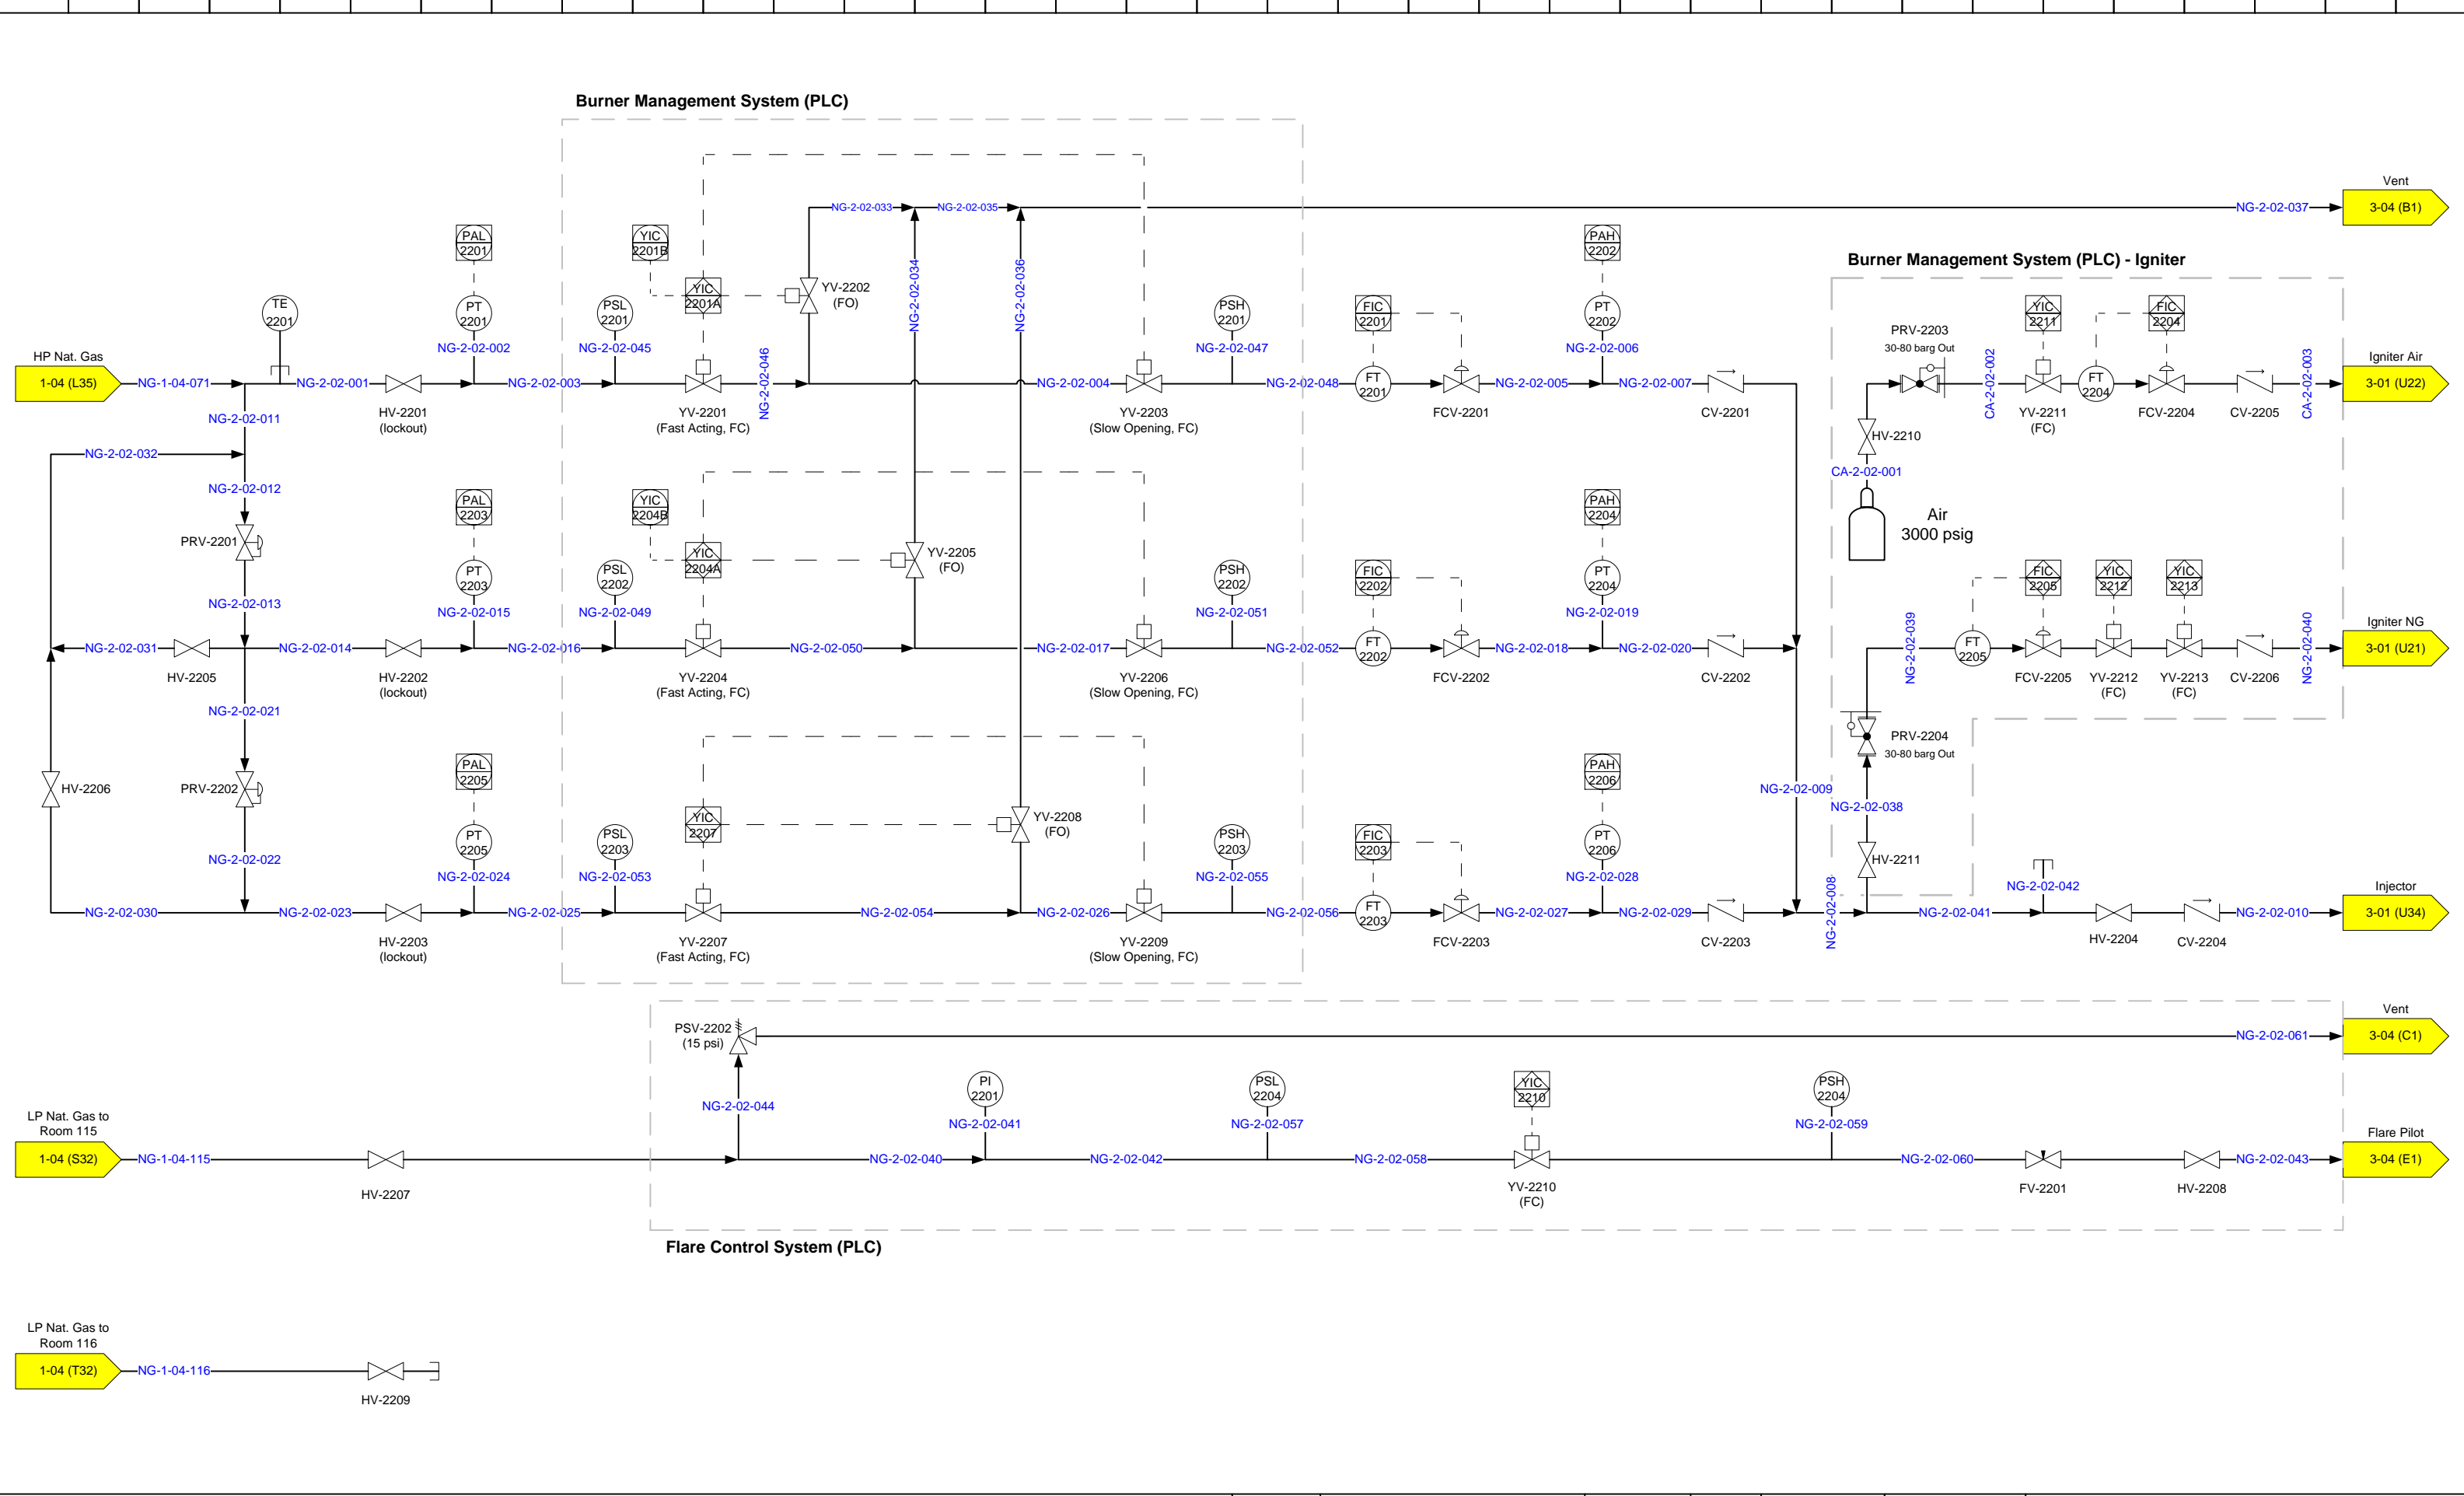 Burner Management System (PLC)
Vent
NG-2-02-033
NG-2-02-035
NG-2-02-037
3-04 (B1)
PAL
2201
YIC
2201B
PAH
2202
Burner Management System (PLC) - Igniter
NG-2-02-034
NG-2-02-036
YIC
2201A
YV-2202
(FO)
TE
2201
PT
2201
PSL
2201
PSH
2201
FIC
2201
PT
2202
YIC
2211
FIC
2204
PRV-2203
30-80 barg Out
HP Nat. Gas
NG-2-02-002
NG-2-02-045
NG-2-02-047
NG-2-02-006
Igniter Air
1-04 (L35)
NG-1-04-071
NG-2-02-001
NG-2-02-003
NG-2-02-046
NG-2-02-004
NG-2-02-048
FT
2201
NG-2-02-005
NG-2-02-007
CA-2-02-002
FT
2204
CA-2-02-003
3-01 (U22)
HV-2201
(lockout)
YV-2201
(Fast Acting, FC)
YV-2203
(Slow Opening, FC)
FCV-2201
CV-2201
YV-2211
(FC)
FCV-2204
CV-2205
NG-2-02-011
HV-2210
NG-2-02-032
CA-2-02-001
NG-2-02-012
PAL
2203
YIC
2204B
PAH
2204
Air
3000 psig
PRV-2201
YIC
2204A
YV-2205
(FO)
PT
2203
PSL
2202
PSH
2202
FIC
2202
PT
2204
FIC
2205
YIC
2212
YIC
2213
NG-2-02-013
NG-2-02-015
NG-2-02-049
NG-2-02-051
NG-2-02-019
Igniter NG
NG-2-02-031
NG-2-02-014
NG-2-02-016
NG-2-02-050
NG-2-02-017
NG-2-02-052
FT
2202
NG-2-02-018
NG-2-02-020
NG-2-02-039
FT
2205
NG-2-02-040
3-01 (U21)
HV-2205
HV-2202
(lockout)
YV-2204
(Fast Acting, FC)
YV-2206
(Slow Opening, FC)
FCV-2202
CV-2202
FCV-2205
YV-2212
(FC)
YV-2213
(FC)
CV-2206
NG-2-02-021
PRV-2204
30-80 barg Out
PAL
2205
PAH
2206
HV-2206
PRV-2202
NG-2-02-009
NG-2-02-038
YIC
2207
YV-2208
(FO)
PT
2205
PSL
2203
PSH
2203
FIC
2203
PT
2206
NG-2-02-022
HV-2211
NG-2-02-024
NG-2-02-053
NG-2-02-055
NG-2-02-028
NG-2-02-042
Injector
NG-2-02-030
NG-2-02-023
NG-2-02-025
NG-2-02-054
NG-2-02-026
NG-2-02-056
FT
2203
NG-2-02-027
NG-2-02-029
NG-2-02-008
NG-2-02-041
NG-2-02-010
3-01 (U34)
HV-2203
(lockout)
YV-2207
(Fast Acting, FC)
YV-2209
(Slow Opening, FC)
FCV-2203
CV-2203
HV-2204
CV-2204
Vent
PSV-2202
(15 psi)
NG-2-02-061
3-04 (C1)
PI
2201
PSL
2204
YIC
2210
PSH
2204
NG-2-02-044
LP Nat. Gas to
Room 115
NG-2-02-041
NG-2-02-057
NG-2-02-059
Flare Pilot
1-04 (S32)
NG-1-04-115
NG-2-02-040
NG-2-02-042
NG-2-02-058
NG-2-02-060
NG-2-02-043
3-04 (E1)
HV-2207
YV-2210
(FC)
FV-2201
HV-2208
Flare Control System (PLC)
LP Nat. Gas to
Room 116
1-04 (T32)
NG-1-04-116
HV-2209